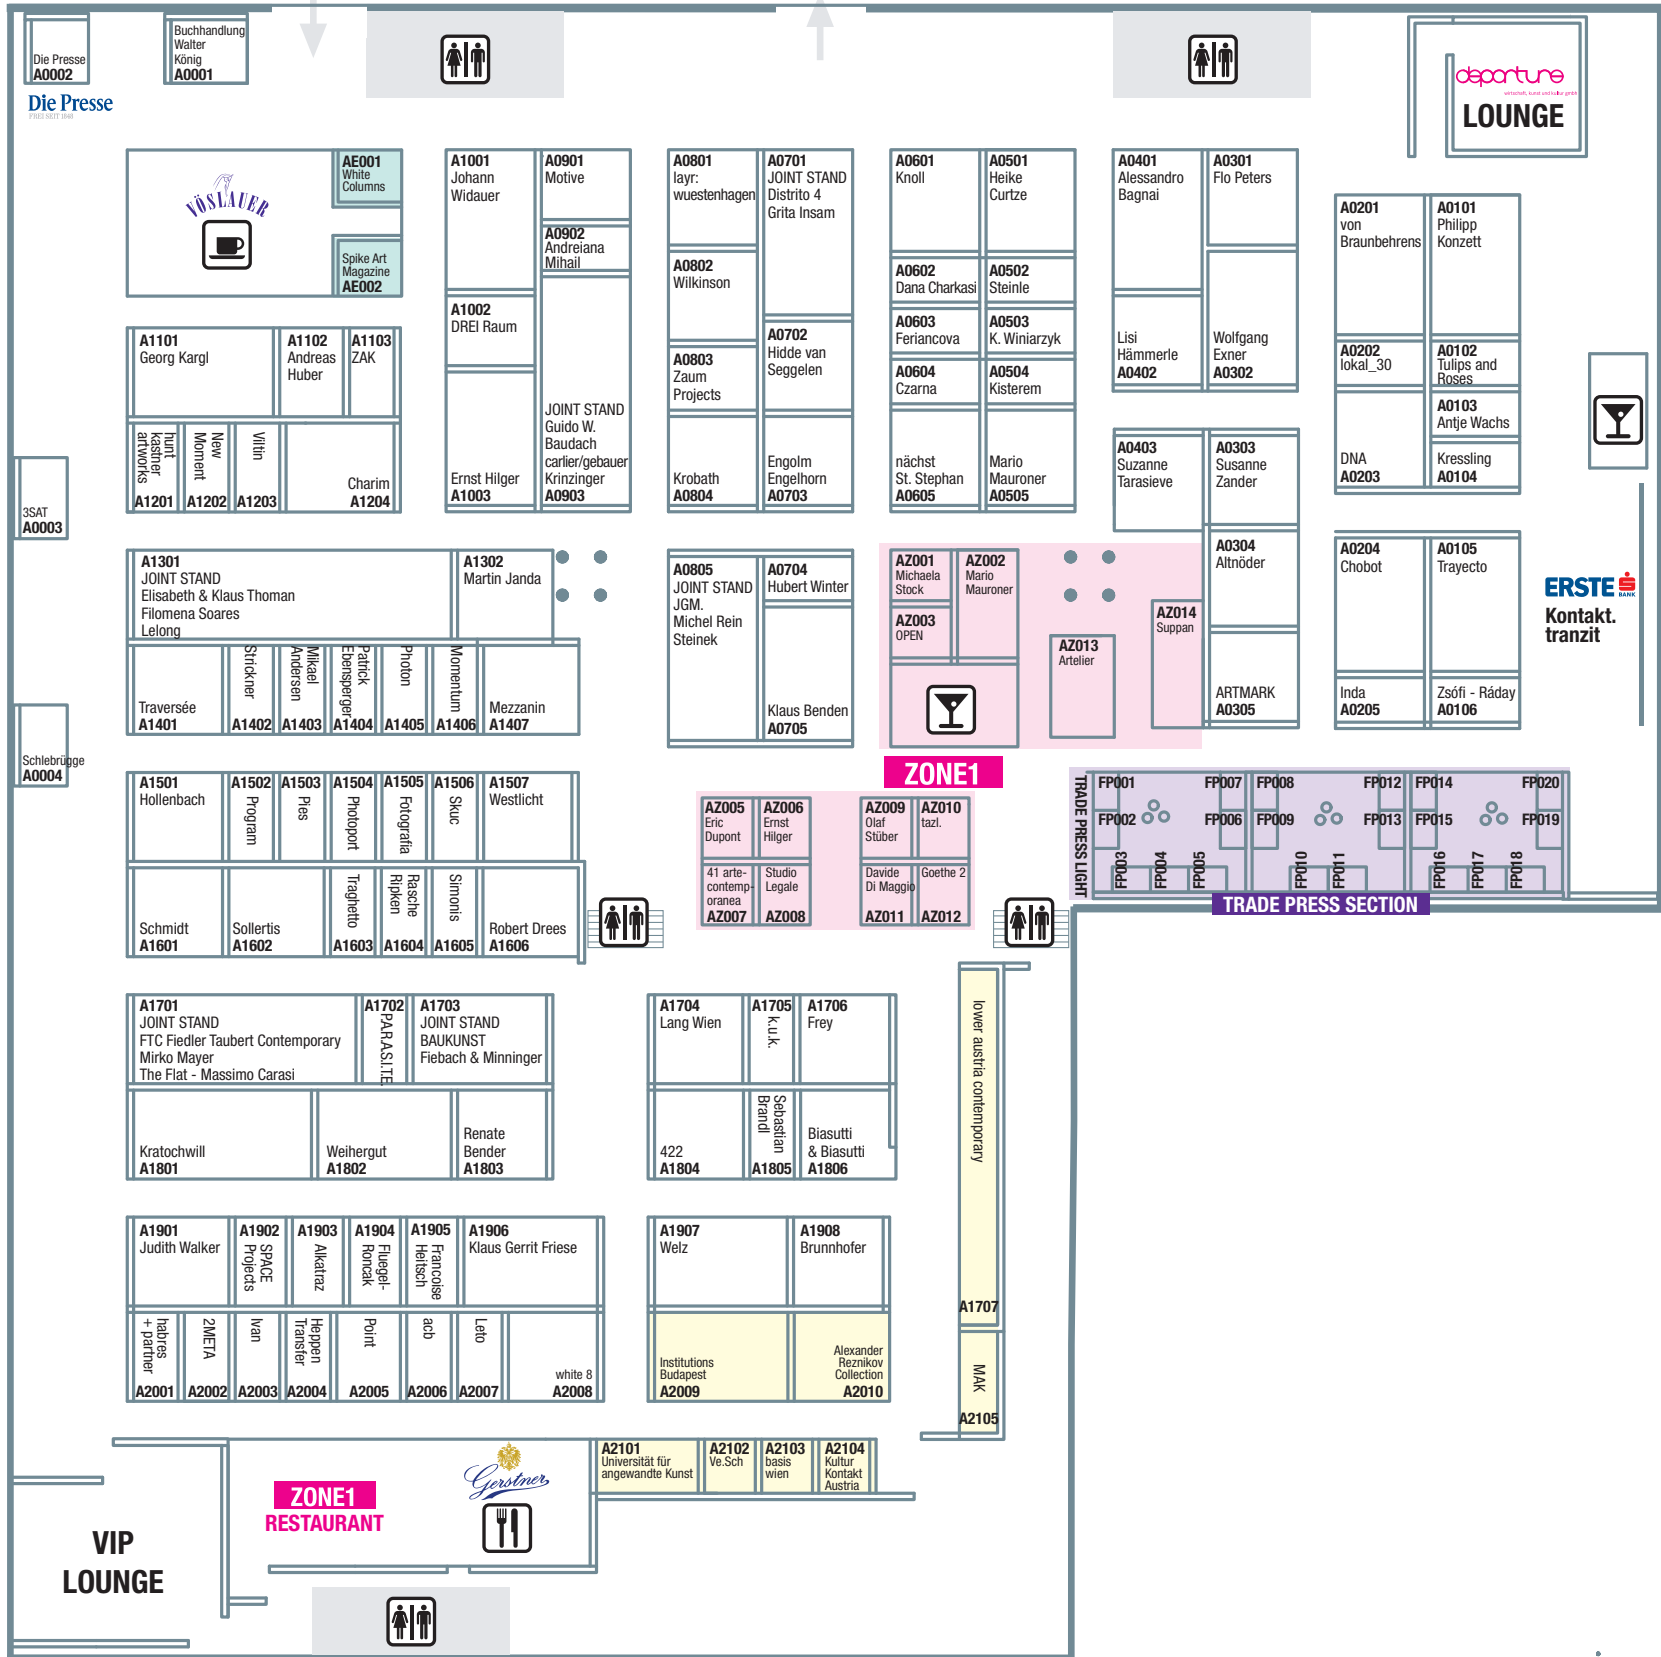 Die Presse
A0002
Die Presse
FREI SEIT 1848
Buchhandlung
Walter
König
A0001
departure
wirtschaft, kunst und kultur gmbh
LOUNGE
VÖSLAUER
AE001
White
Columns
Spike Art
Magazine
AE002
A1001
Johann
Widauer
A1002
DREI Raum
Ernst Hilger
A1003
A0901
Motive
A0902
Andreiana
Mihail
JOINT STAND
Guido W.
Baudach
carlier/gebauer
Krinzinger
A0903
A0801
layr:
wuestenhagen
A0802
Wilkinson
A0803
Zaum
Projects
Krobath
A0804
A0701
JOINT STAND
Distrito 4
Grita Insam
A0702
Hidde van
Seggelen
Engolm
Engelhorn
A0703
A0601
Knoll
A0602
Dana Charkasi
A0603
Feriancova
A0604
Czarna
nächst
St. Stephan
A0605
A0501
Heike
Curtze
A0502
Steinle
A0503
K. Winiarzyk
A0504
Kisterem
Mario
Mauroner
A0505
A0401
Alessandro
Bagnai
Lisi
Hämmerle
A0402
A0301
Flo Peters
Wolfgang
Exner
A0302
A0403
Suzanne
Tarasieve
A0303
Susanne
Zander
A0304
Altnöder
ARTMARK
A0305
A0201
von
Braunbehrens
A0202
lokal_30
DNA
A0203
A0101
Philipp
Konzett
A0102
Tulips and
Roses
A0103
Antje Wachs
Kressling
A0104
A0204
Chobot
Inda
A0205
A0105
Trayecto
Zsófi - Ráday
A0106
ERSTE
BANK
Kontakt.
tranzit
A1101
Georg Kargl
A1102
Andreas
Huber
A1103
ZAK
hunt
kastner
artworks
A1201
New
Moment
A1202
Viltin
A1203
Charim
A1204
3SAT
A0003
Schlebrügge
A0004
A1301
JOINT STAND
Elisabeth & Klaus Thoman
Filomena Soares
Lelong
A1302
Martin Janda
Traversée
A1401
Strickner
A1402
Mikael
Andersen
A1403
Patrick
Ebensperger
A1404
Photon
A1405
Momentum
A1406
Mezzanin
A1407
A0805
JOINT STAND
JGM.
Michel Rein
Steinek
A0704
Hubert Winter
Klaus Benden
A0705
AZ001
Michaela
Stock
AZ002
Mario
Mauroner
AZ003
OPEN
AZ013
Artelier
AZ014
Suppan
ZONE1
AZ005
Eric
Dupont
AZ006
Ernst
Hilger
41 arte-
contemp-
oranea
AZ007
Studio
Legale
AZ008
AZ009
Olaf
Stüber
AZ010
tazl.
Davide
Di Maggio
AZ011
Goethe 2
AZ012
TRADE PRESS LIGHT
FP001
FP002
FP003
FP004
FP005
FP006
FP007
FP008
FP009
FP010
FP011
FP012
FP013
FP014
FP015
FP016
FP017
FP018
FP019
FP020
TRADE PRESS SECTION
A1501
Hollenbach
A1502
Program
A1503
Pies
A1504
Photoport
A1505
Fotografia
A1506
Skuc
A1507
Westlicht
Schmidt
A1601
Sollertis
A1602
Traghetto
A1603
Rasche
Ripken
A1604
Simonis
A1605
Robert Drees
A1606
A1701
JOINT STAND
FTC Fiedler Taubert Contemporary
Mirko Mayer
The Flat - Massimo Carasi
A1702
P.A.R.A.S.I.T.E.
A1703
JOINT STAND
BAUKUNST
Fiebach & Minninger
Kratochwill
A1801
Weihergut
A1802
Renate
Bender
A1803
A1704
Lang Wien
A1705
k.u.k.
A1706
Frey
422
A1804
Sebastian
Brandl
A1805
Biasutti
& Biasutti
A1806
lower austria contemporary
A1707
MAK
A2105
A1901
Judith Walker
A1902
SPACE
Projects
A1903
Alkatraz
A1904
Fluegel-
Roncak
A1905
Francoise
Heitsch
A1906
Klaus Gerrit Friese
habres
+ partner
A2001
2META
A2002
Ivan
A2003
Heppen
Transfer
A2004
Point
A2005
acb
A2006
Leto
A2007
white 8
A2008
A1907
Welz
A1908
Brunnhofer
Institutions
Budapest
A2009
Alexander
Reznikov
Collection
A2010
A2101
Universität für
angewandte Kunst
A2102
Ve.Sch
A2103
basis
wien
A2104
Kultur
Kontakt
Austria
Gerstner
ZONE1
RESTAURANT
VIP
LOUNGE